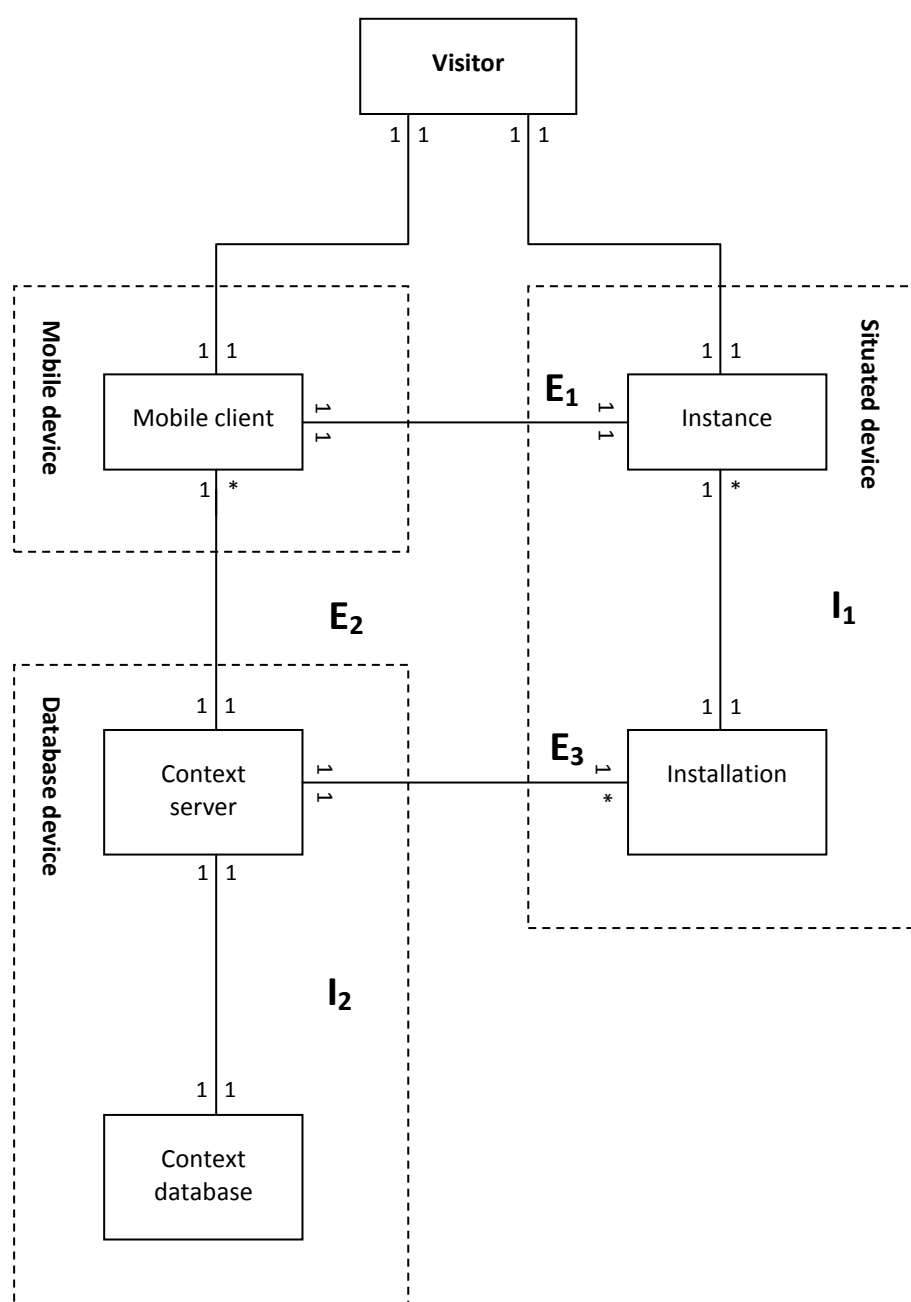 Visitor
1 1 1 1
Mobile device
Situated device
1 1
1 1
Mobile client
1
1
E₁
1
1
Instance
1 *
1 *
E₂
I₁
Database device
1 1
1 1
Context
server
1
1
E₃
1
*
Installation
1 1
I₂
1 1
Context
database